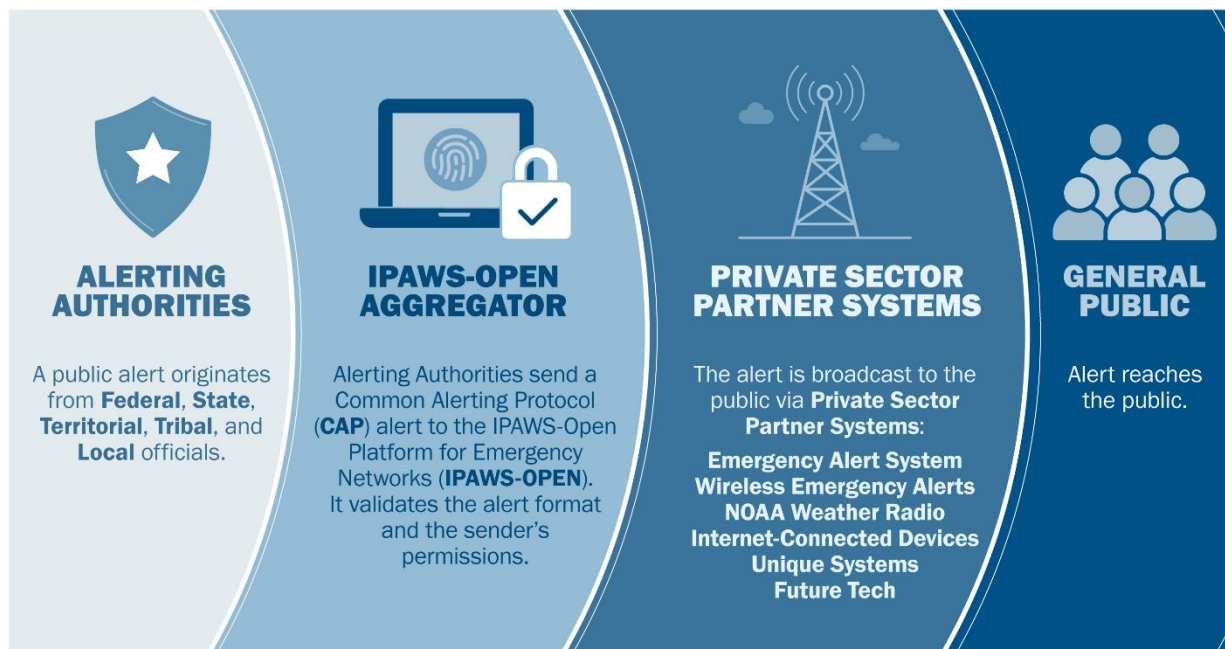 ALERTING
AUTHORITIES
A public alert originates
from Federal, State,
Territorial, Tribal, and
Local officials.
IPAWS-OPEN
AGGREGATOR
Alerting Authorities send a
Common Alerting Protocol
(CAP) alert to the IPAWS-Open
Platform for Emergency
Networks (IPAWS-OPEN).
It validates the alert format
and the sender's
permissions.
PRIVATE SECTOR
PARTNER SYSTEMS
The alert is broadcast to the
public via Private Sector
Partner Systems:
Emergency Alert System
Wireless Emergency Alerts
NOAA Weather Radio
Internet-Connected Devices
Unique Systems
Future Tech
GENERAL
PUBLIC
Alert reaches
the public.